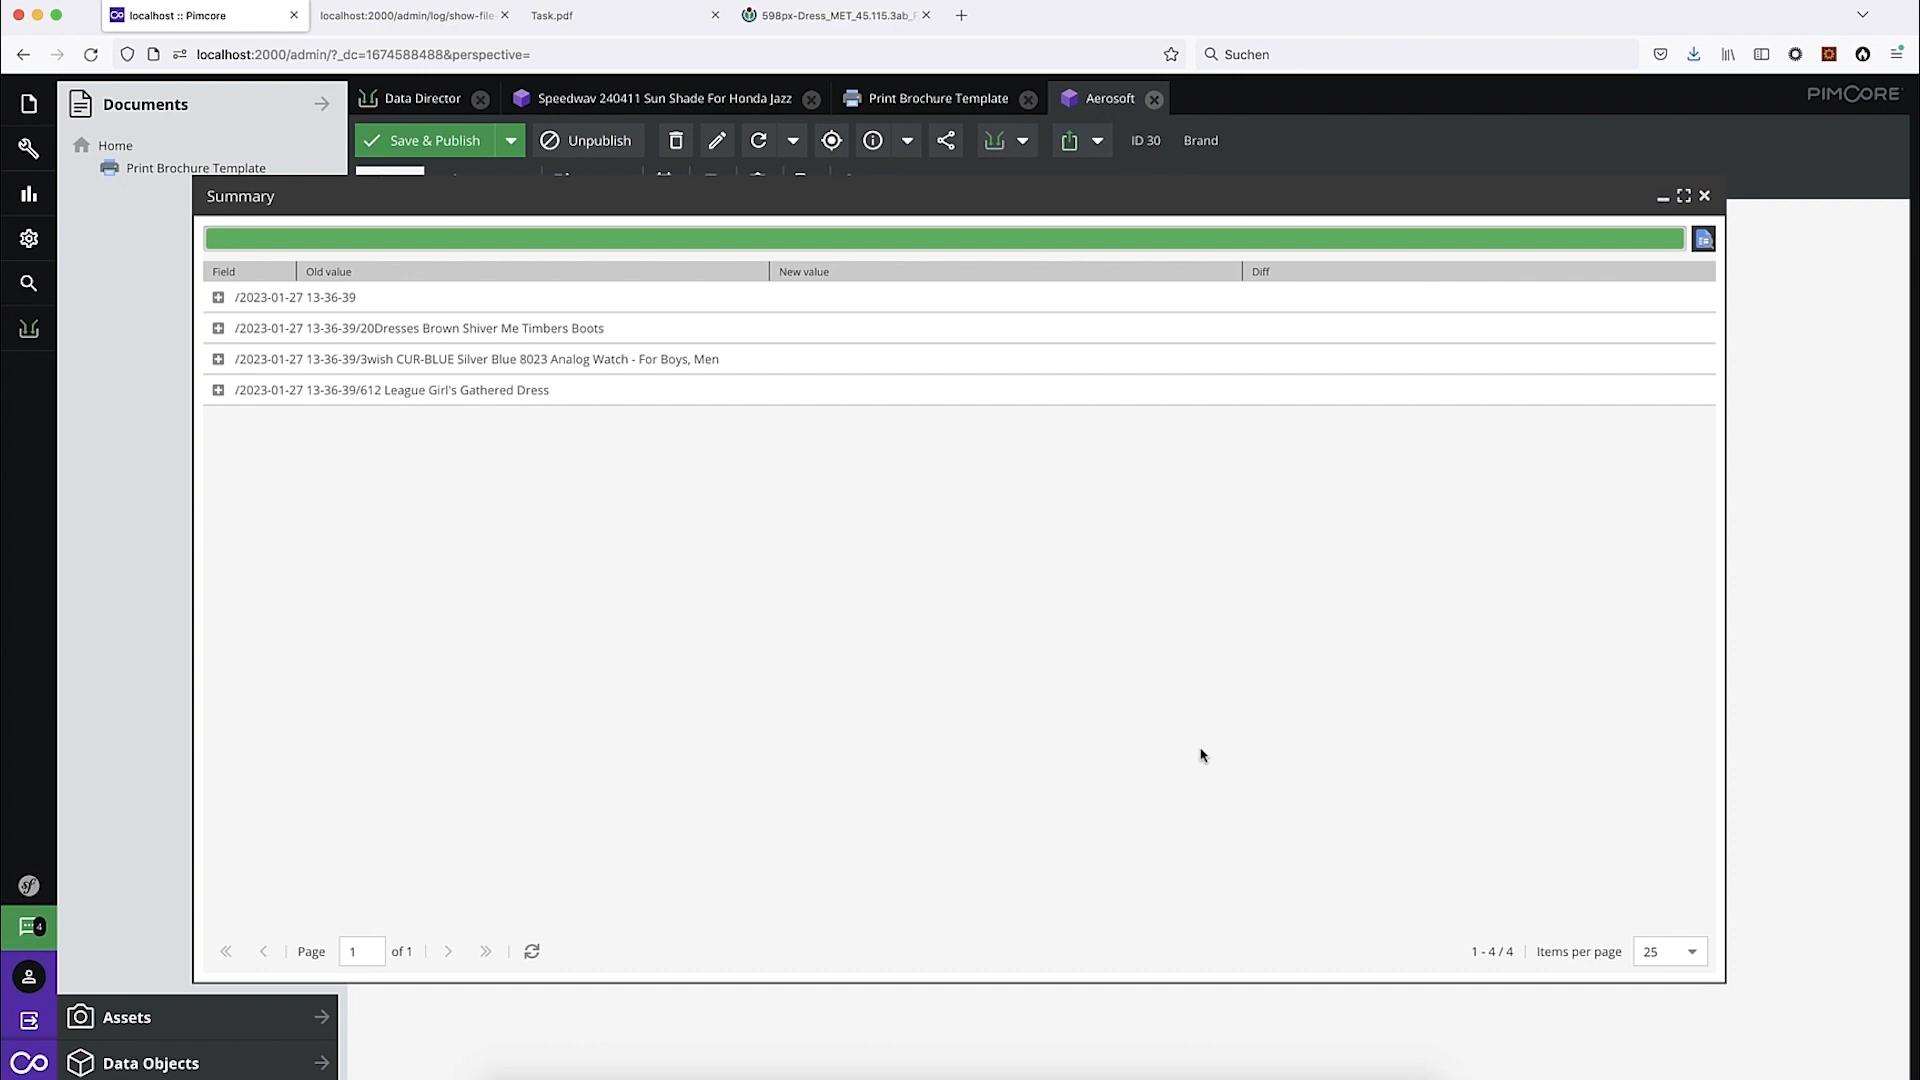 localhost :: Pimcore
localhost:2000/admin/log/show-file-
Task.pdf
598px-Dress_MET_45.115.3ab_F
localhost:2000/admin/?_dc=1674588488&perspective=
Suchen
Documents
Data Director
Speedwav 240411 Sun Shade For Honda Jazz
Print Brochure Template
Aerosoft
PIMCORE
Home
Print Brochure Template
Save & Publish
Unpublish
ID 30
Brand
Summary
Field
Old value
New value
Diff
/2023-01-27 13-36-39
/2023-01-27 13-36-39/20Dresses Brown Shiver Me Timbers Boots
/2023-01-27 13-36-39/3wish CUR-BLUE Silver Blue 8023 Analog Watch - For Boys, Men
/2023-01-27 13-36-39/612 League Girl's Gathered Dress
sf
4
Page 1 of 1
1 - 4 / 4
Items per page 25
Assets
Data Objects